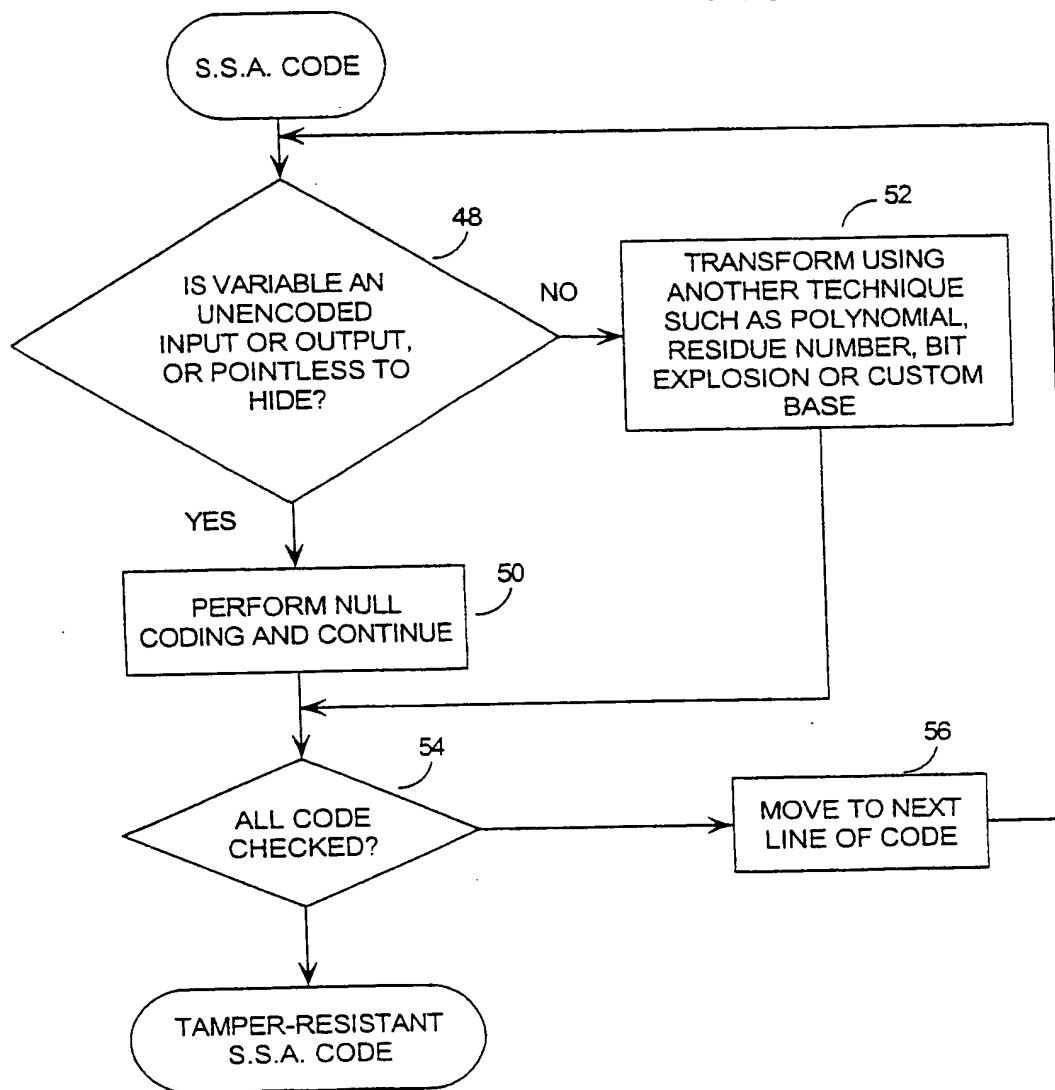 S.S.A. CODE
48
IS VARIABLE AN
UNENCODED
INPUT OR OUTPUT,
OR POINTLESS TO
HIDE?
NO
52
TRANSFORM USING
ANOTHER TECHNIQUE
SUCH AS POLYNOMIAL,
RESIDUE NUMBER, BIT
EXPLOSION OR CUSTOM
BASE
YES
50
PERFORM NULL
CODING AND CONTINUE
54
ALL CODE
CHECKED?
56
MOVE TO NEXT
LINE OF CODE
TAMPER-RESISTANT
S.S.A. CODE